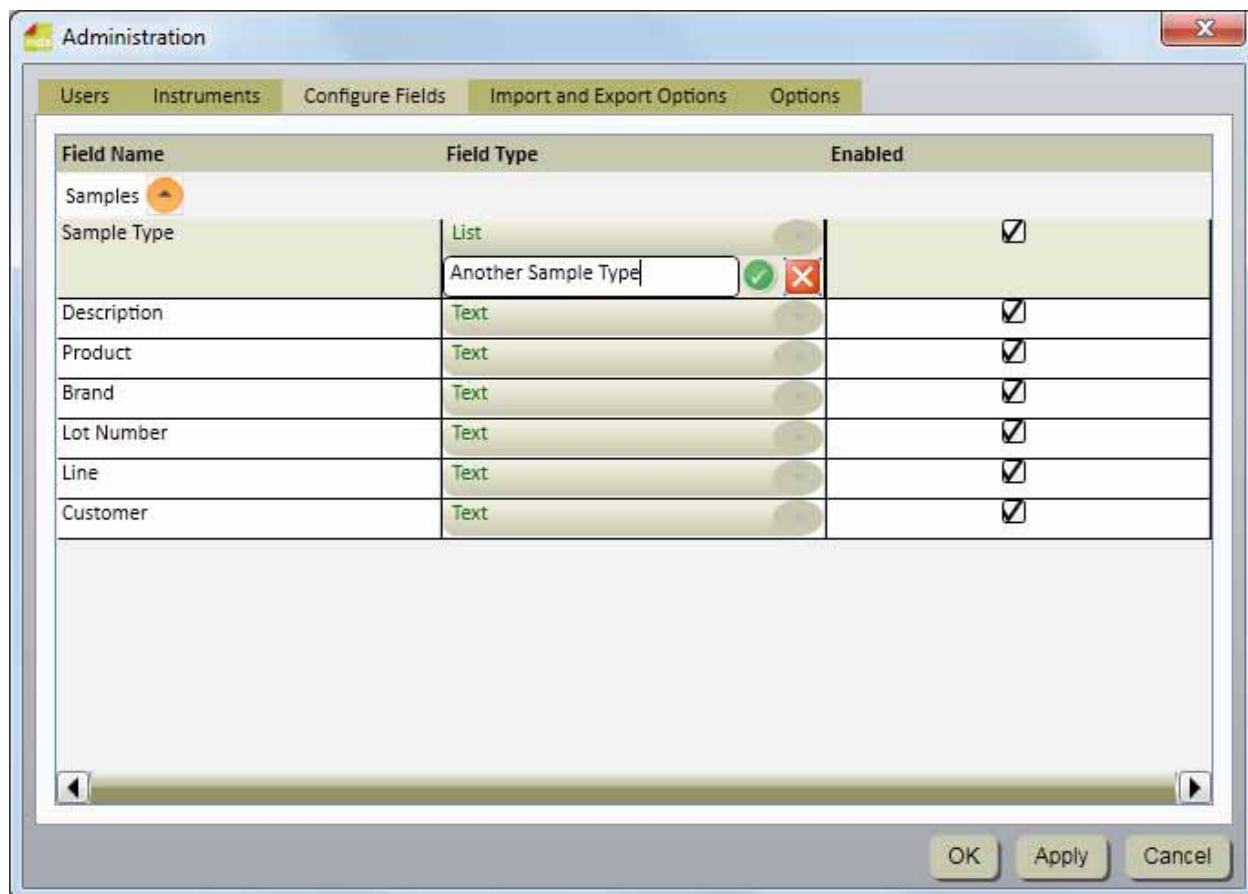 Administration
Users Instruments Configure Fields Import and Export Options Options
Field Name Field Type Enabled
Samples
Sample Type List
Another Sample Type
Description Text
Product Text
Brand Text
Lot Number Text
Line Text
Customer Text
OK Apply Cancel